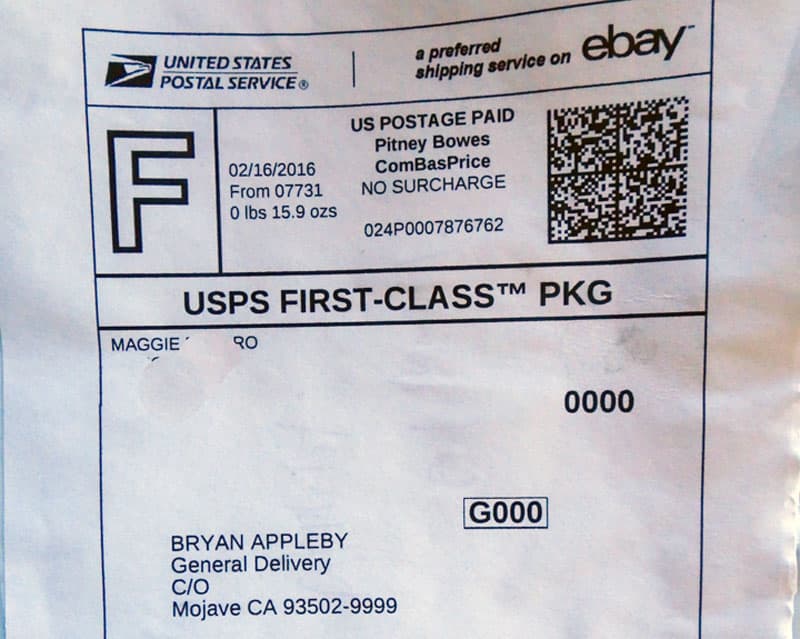 UNITED STATES
POSTAL SERVICE®
a preferred
shipping service on ebay™
F
02/16/2016
From 07731
0 lbs 15.9 ozs
US POSTAGE PAID
Pitney Bowes
ComBasPrice
NO SURCHARGE
024P0007876762
USPS FIRST-CLASS™ PKG
MAGGIE
0000
G000
BRYAN APPLEBY
General Delivery
C/O
Mojave CA 93502-9999